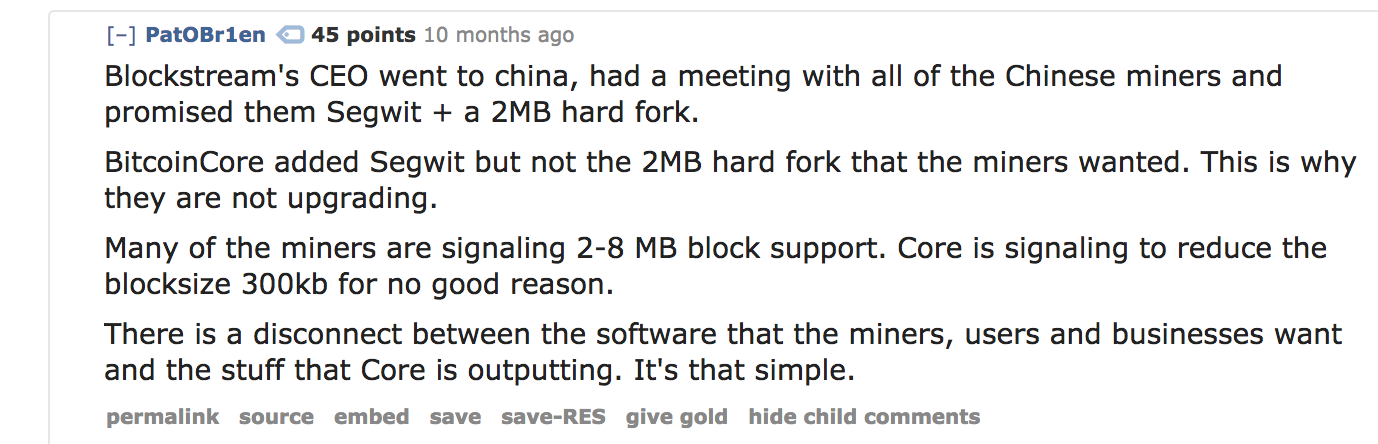 [–] PatOBr1en 45 points 10 months ago
Blockstream's CEO went to china, had a meeting with all of the Chinese miners and
promised them Segwit + a 2MB hard fork.
BitcoinCore added Segwit but not the 2MB hard fork that the miners wanted. This is why
they are not upgrading.
Many of the miners are signaling 2-8 MB block support. Core is signaling to reduce the
blocksize 300kb for no good reason.
There is a disconnect between the software that the miners, users and businesses want
and the stuff that Core is outputting. It's that simple.
permalink source embed save save-RES give gold hide child comments